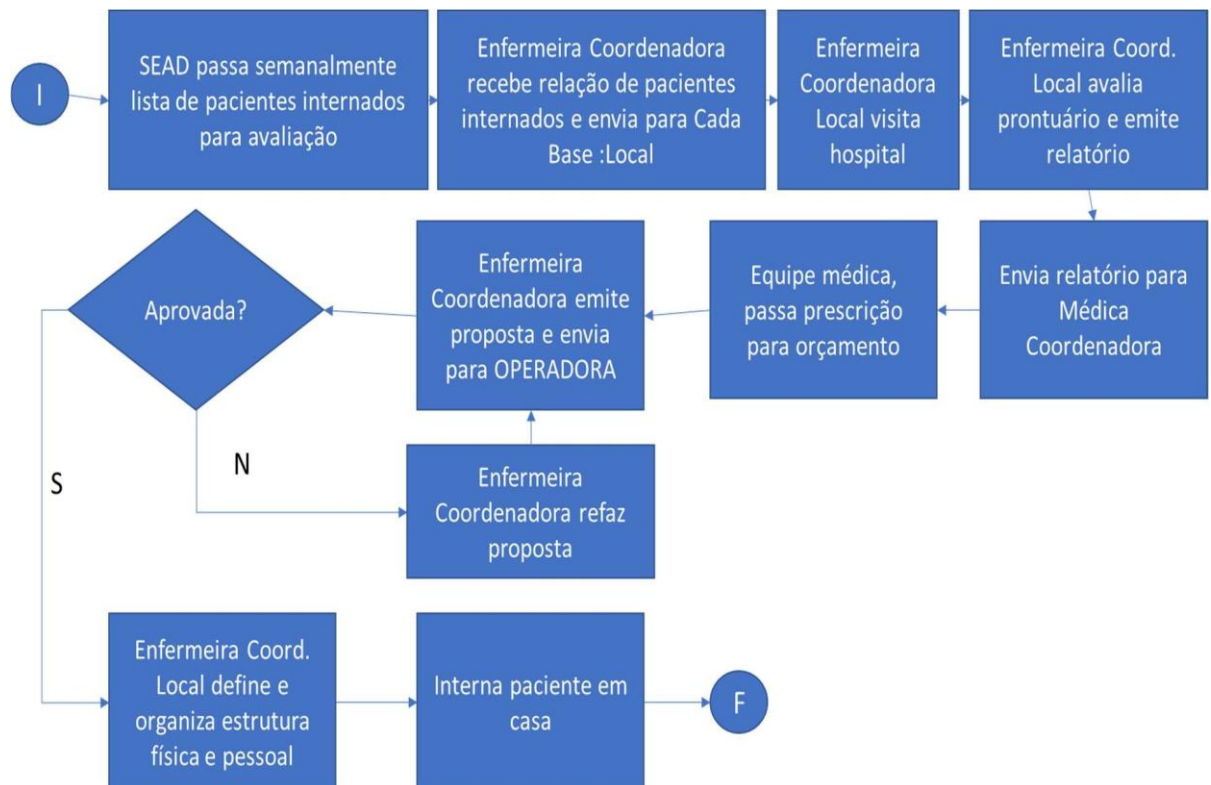 I
SEAD passa semanalmente
lista de pacientes internados
para avaliação
Enfermeira Coordenadora
recebe relação de pacientes
internados e envia para Cada
Base :Local
Enfermeira
Coordenadora
Local visita
hospital
Enfermeira Coord.
Local avalia
prontuário e emite
relatório
Envia relatório para
Médica
Coordenadora
Equipe médica,
passa prescrição
para orçamento
Enfermeira
Coordenadora emite
proposta e envia
para OPERADORA
Aprovada?
N
Enfermeira
Coordenadora refaz
proposta
S
Enfermeira Coord.
Local define e
organiza estrutura
física e pessoal
Interna paciente em
casa
F